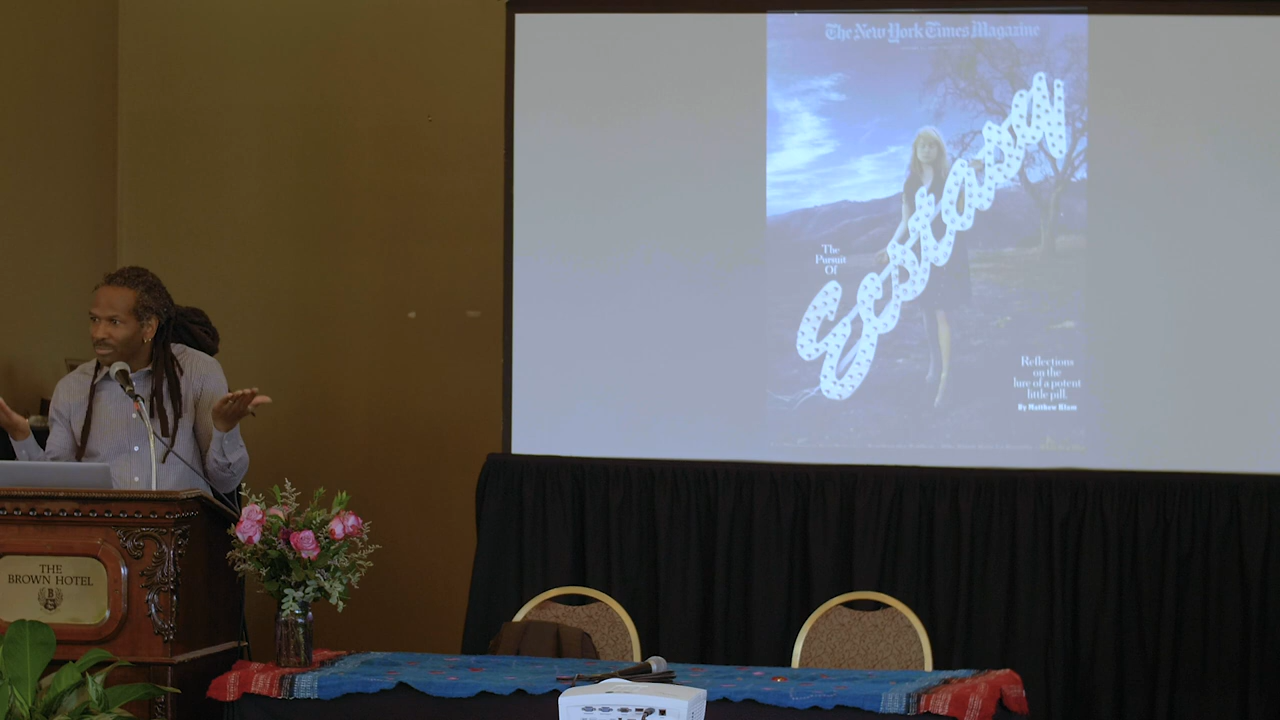 The New York Times Magazine
Ecstasy
The
Pursuit
Of
Reflections
on the
lure of a potent
little pill.
By Matthew Klam
THE
BROWN HOTEL
B